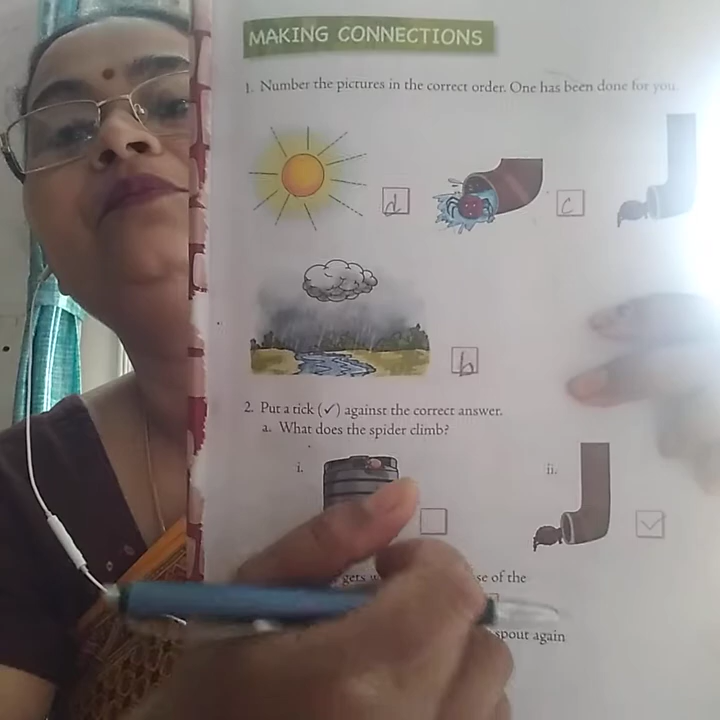 MAKING CONNECTIONS
1. Number the pictures in the correct order. One has been done for you.
d
c
b
2. Put a tick (✓) against the correct answer.
a. What does the spider climb?
i.
ii.
✓
gets
se of the
spout again